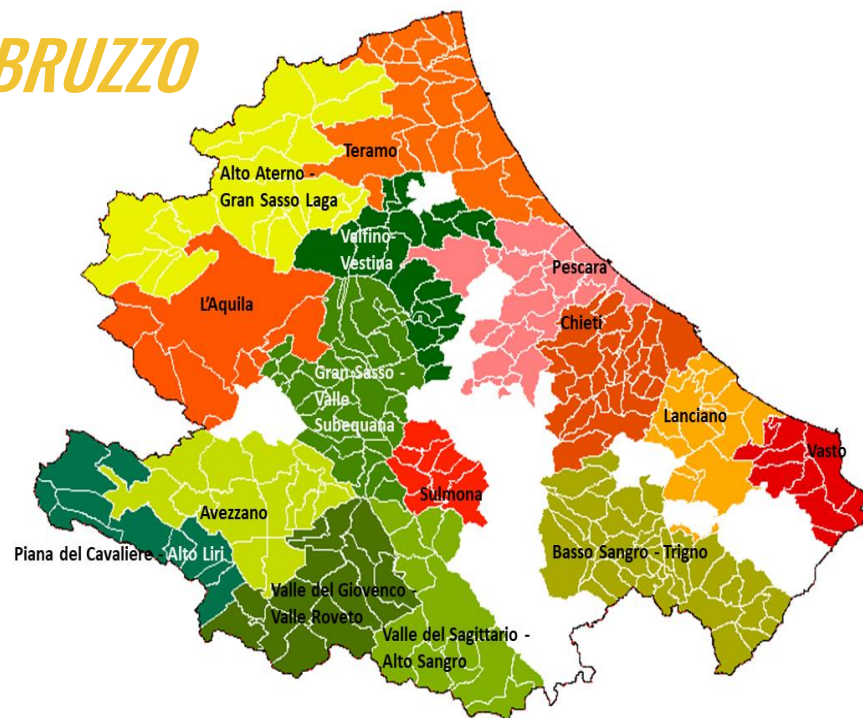 BRUZZO
Teramo
Alto Aterno -
Gran Sasso Laga
Valfino-
Vestina
Pescara
L'Aquila
Chieti
Gran Sasso -
Valle
Subequana
Lanciano
Vasto
Sulmona
Avezzano
Piana del Cavaliere - Alto Liri
Basso Sangro - Trigno
Valle del Giovenco -
Valle Roveto
Valle del Sagittario -
Alto Sangro